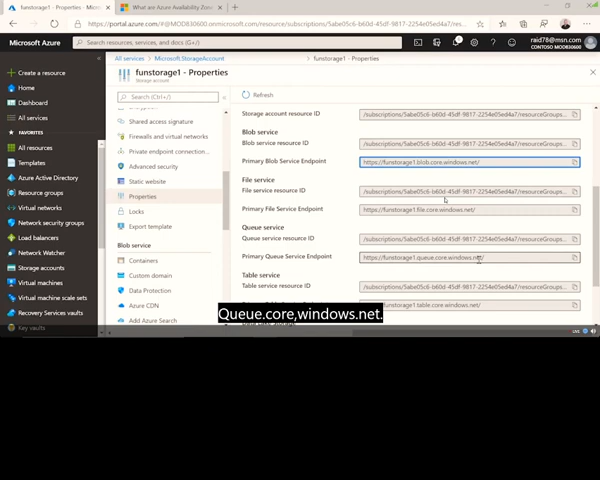 funstorage1 - Properties - Micros
What are Azure Availability Zon
https://portal.azure.com/#@MOD830600.onmicrosoft.com/resource/subscriptions/5abe05c6-b60d-45df-9817-2254e05ed4a7/res...
Microsoft Azure
Search resources, services, and docs (G+/)
raid78@msn.com
CONTOSO MOD830600
Create a resource
Home
Dashboard
All services
FAVORITES
All resources
Templates
Azure Active Directory
Resource groups
Virtual networks
Network security groups
Load balancers
Network Watcher
Storage accounts
Virtual machines
Virtual machine scale sets
Recovery Services vaults
Key vaults
All services
Microsoft.StorageAccount
funstorage1 - Properties
funstorage1 - Properties
Storage account
Search (Ctrl+/)
Encryption
Shared access signature
Firewalls and virtual networks
Private endpoint connection...
Advanced security
Static website
Properties
Locks
Export template
Blob service
Containers
Custom domain
Data Protection
Azure CDN
Add Azure Search
Refresh
Storage account resource ID
/subscriptions/5abe05c6-b60d-45df-9817-2254e05ed4a7/resourceGroups...
Blob service
Blob service resource ID
/subscriptions/5abe05c6-b60d-45df-9817-2254e05ed4a7/resourceGroups...
Primary Blob Service Endpoint
https://funstorage1.blob.core.windows.net/
File service
File service resource ID
/subscriptions/5abe05c6-b60d-45df-9817-2254e05ed4a7/resourceGroups...
Primary File Service Endpoint
https://funstorage1.file.core.windows.net/
Queue service
Queue service resource ID
/subscriptions/5abe05c6-b60d-45df-9817-2254e05ed4a7/resourceGroups...
Primary Queue Service Endpoint
https://funstorage1.queue.core.windows.net/
Table service
Table service resource ID
/subscriptions/5abe05c6-b60d-45df-9817-2254e05ed4a7/resourceGroups...
https://funstorage1.table.core.windows.net/
Queue.core,windows.net.
LIVE